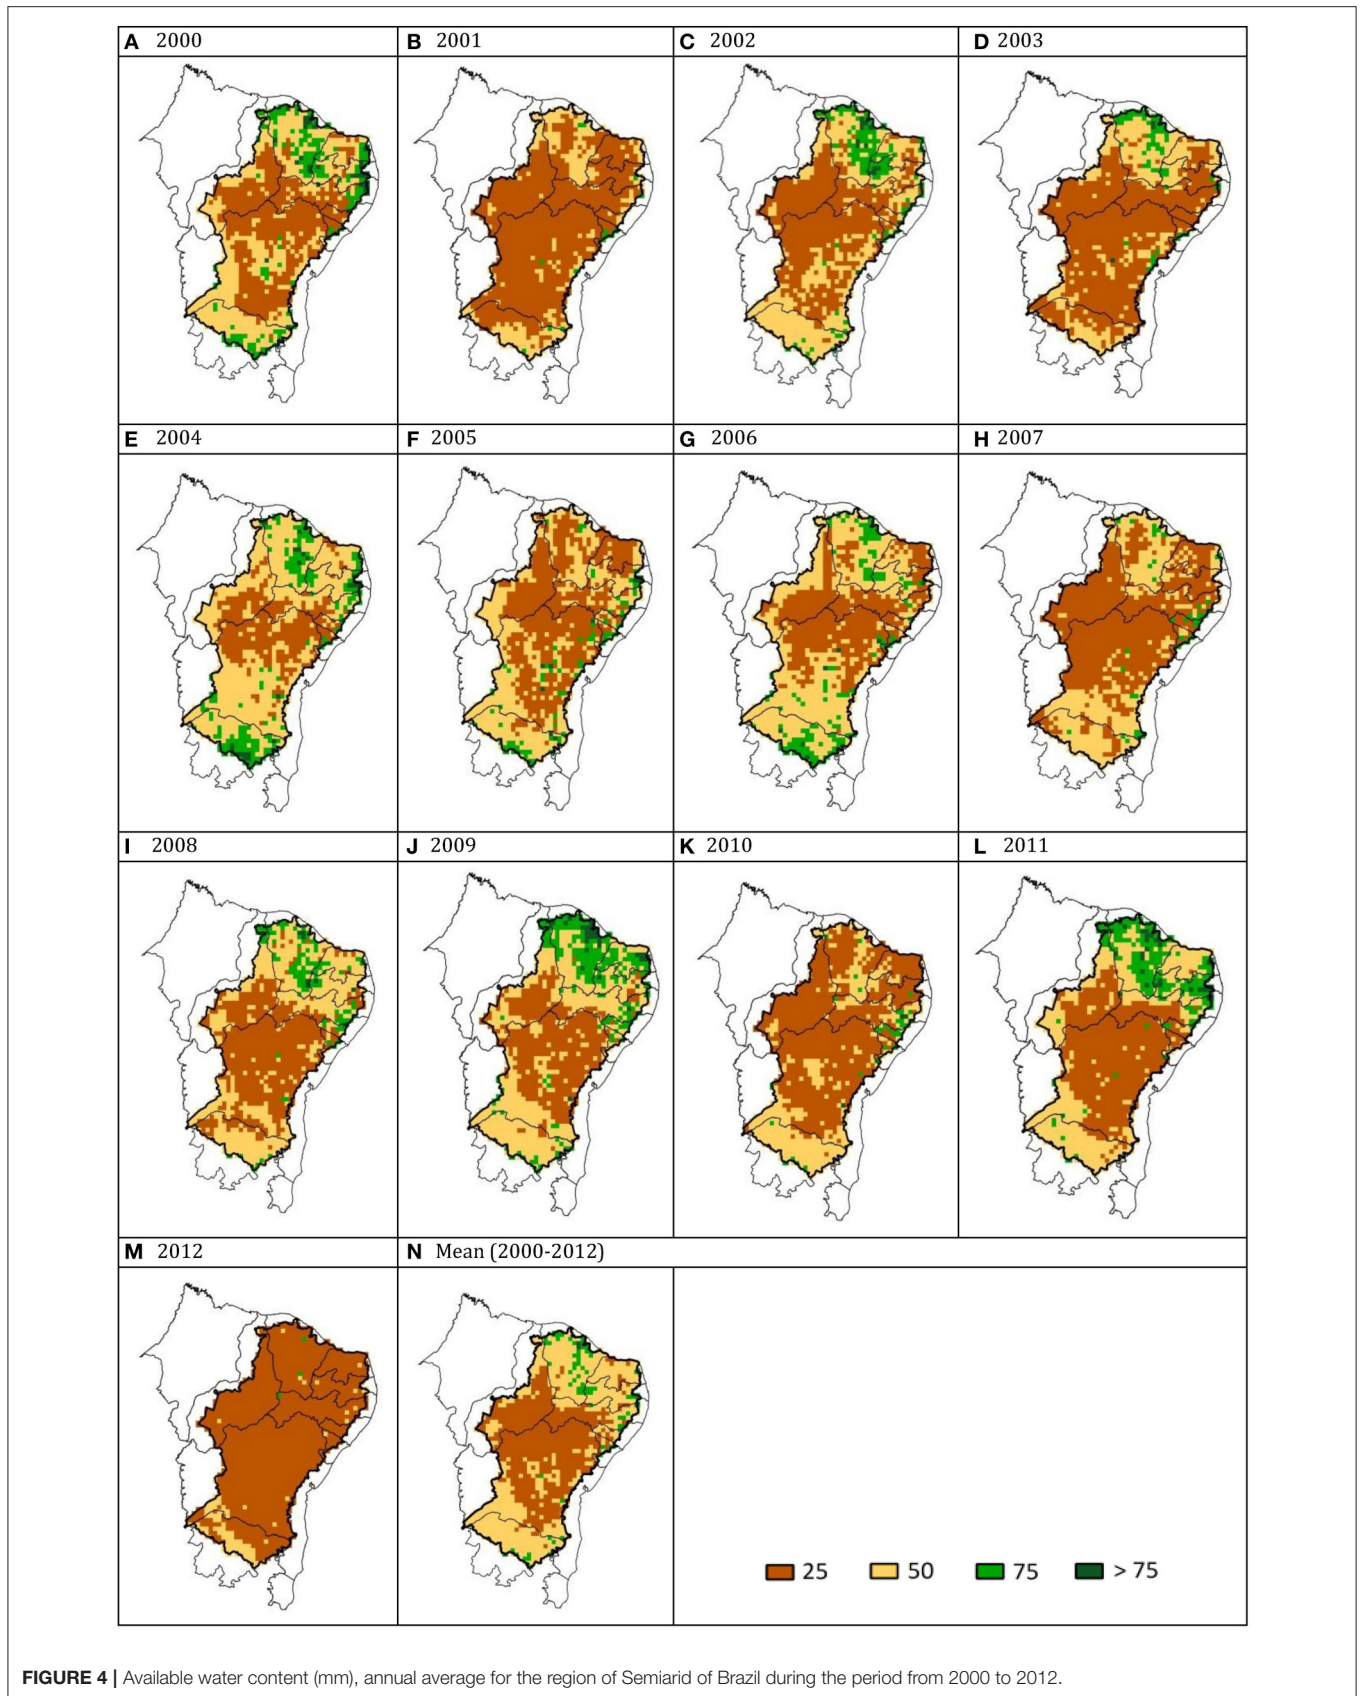 A 2000
B 2001
C 2002
D 2003
E 2004
F 2005
G 2006
H 2007
I 2008
J 2009
K 2010
L 2011
M 2012
N Mean (2000-2012)
25 50 75 > 75
FIGURE 4 | Available water content (mm), annual average for the region of Semiarid of Brazil during the period from 2000 to 2012.